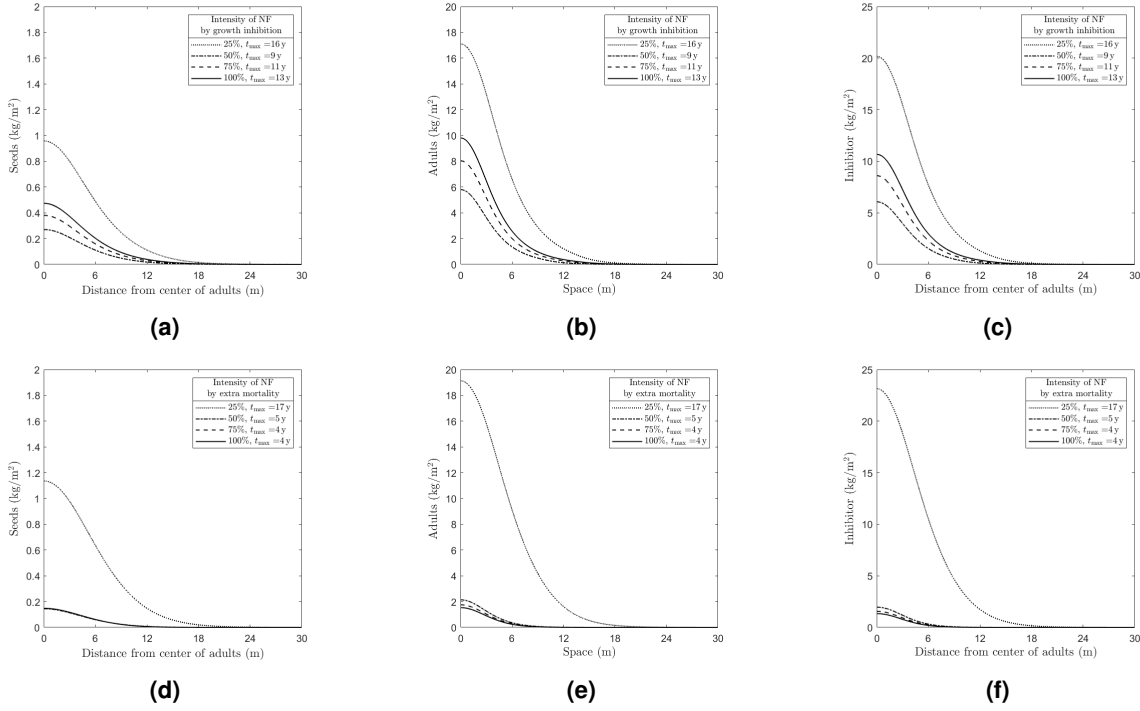 Intensity of NF
by growth inhibition
25%, tmax =16 y
50%, tmax =9 y
75%, tmax =11 y
100%, tmax =13 y
2
1.8
1.6
1.4
1.2
1
0.8
0.6
0.4
0.2
0
Seeds (kg/m²)
0 6 12 18 24 30
Distance from center of adults (m)
(a)
Intensity of NF
by growth inhibition
25%, tmax =16 y
50%, tmax =9 y
75%, tmax =11 y
100%, tmax =13 y
20
18
16
14
12
10
8
6
4
2
0
Adults (kg/m²)
0 6 12 18 24 30
Space (m)
(b)
Intensity of NF
by growth inhibition
25%, tmax =16 y
50%, tmax =9 y
75%, tmax =11 y
100%, tmax =13 y
25
20
15
10
5
0
Inhibitor (kg/m²)
0 6 12 18 24 30
Distance from center of adults (m)
(c)
Intensity of NF
by extra mortality
25%, tmax =17 y
50%, tmax =5 y
75%, tmax =4 y
100%, tmax =4 y
2
1.8
1.6
1.4
1.2
1
0.8
0.6
0.4
0.2
0
Seeds (kg/m²)
0 6 12 18 24 30
Distance from center of adults (m)
(d)
Intensity of NF
by extra mortality
25%, tmax =17 y
50%, tmax =5 y
75%, tmax =4 y
100%, tmax =4 y
20
18
16
14
12
10
8
6
4
2
0
Adults (kg/m²)
0 6 12 18 24 30
Space (m)
(e)
Intensity of NF
by extra mortality
25%, tmax =17 y
50%, tmax =5 y
75%, tmax =4 y
100%, tmax =4 y
25
20
15
10
5
0
Inhibitor (kg/m²)
0 6 12 18 24 30
Distance from center of adults (m)
(f)